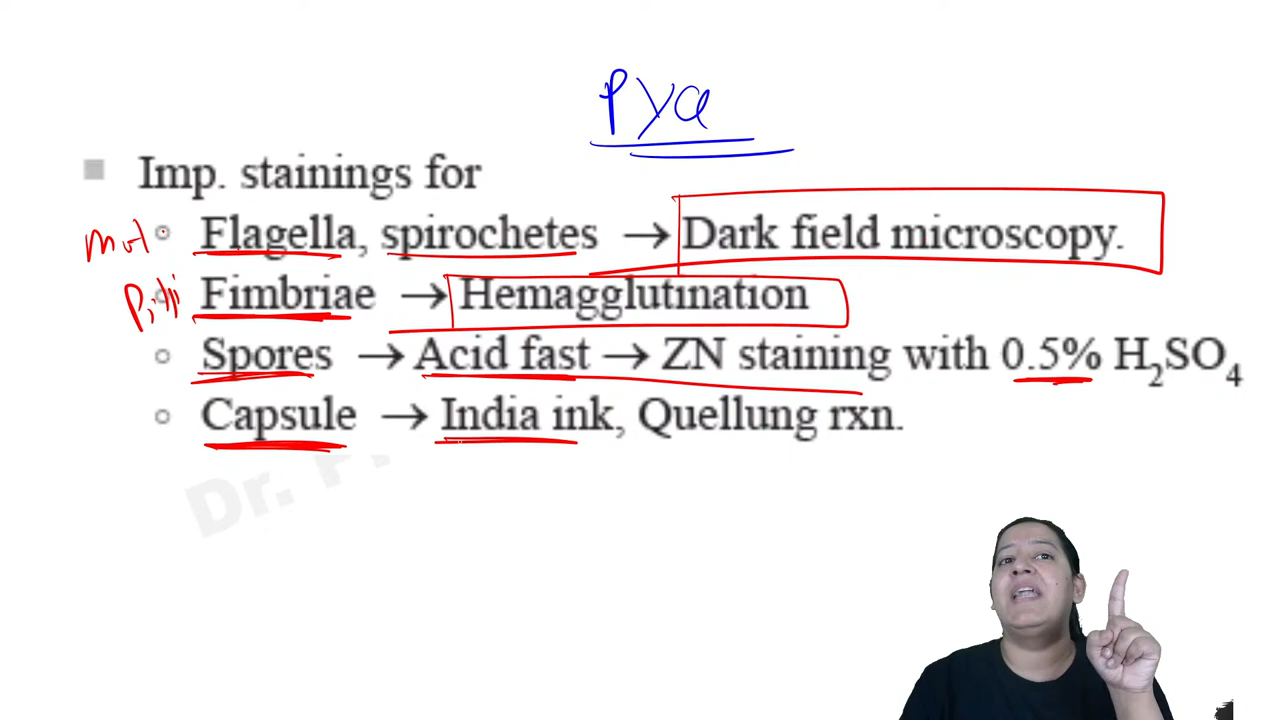 PYQ
Imp. stainings for
mot Flagella, spirochetes → Dark field microscopy.
pili Fimbriae → Hemagglutination
Spores → Acid fast → ZN staining with 0.5% H₂SO₄
Capsule → India ink, Quellung rxn.
Dr.